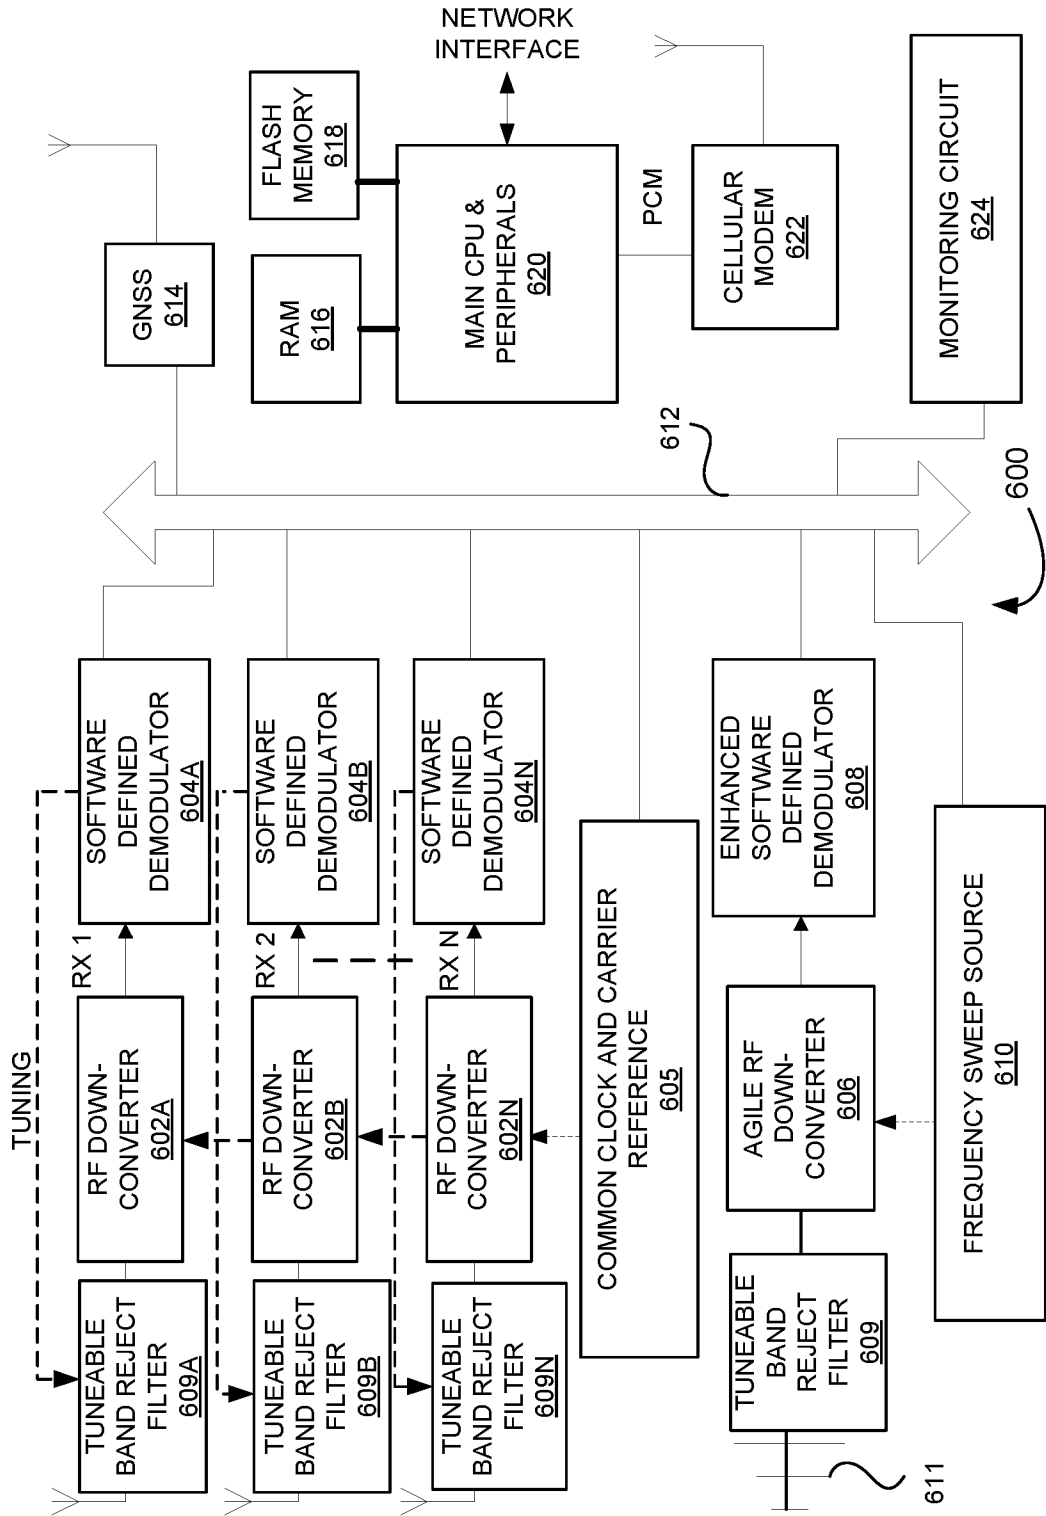 TUNING
TUNEABLE
BAND REJECT
FILTER
609A
RF DOWN-
CONVERTER
602A
RX 1
SOFTWARE
DEFINED
DEMODULATOR
604A
TUNEABLE
BAND REJECT
FILTER
609B
RF DOWN-
CONVERTER
602B
RX 2
SOFTWARE
DEFINED
DEMODULATOR
604B
TUNEABLE
BAND REJECT
FILTER
609N
RF DOWN-
CONVERTER
602N
RX N
SOFTWARE
DEFINED
DEMODULATOR
604N
COMMON CLOCK AND CARRIER
REFERENCE
605
611
TUNEABLE
BAND
REJECT
FILTER
609
AGILE RF
DOWN-
CONVERTER
606
ENHANCED
SOFTWARE
DEFINED
DEMODULATOR
608
FREQUENCY SWEEP SOURCE
610
612
600
GNSS
614
RAM
616
FLASH
MEMORY
618
MAIN CPU &
PERIPHERALS
620
NETWORK
INTERFACE
PCM
CELLULAR
MODEM
622
MONITORING CIRCUIT
624